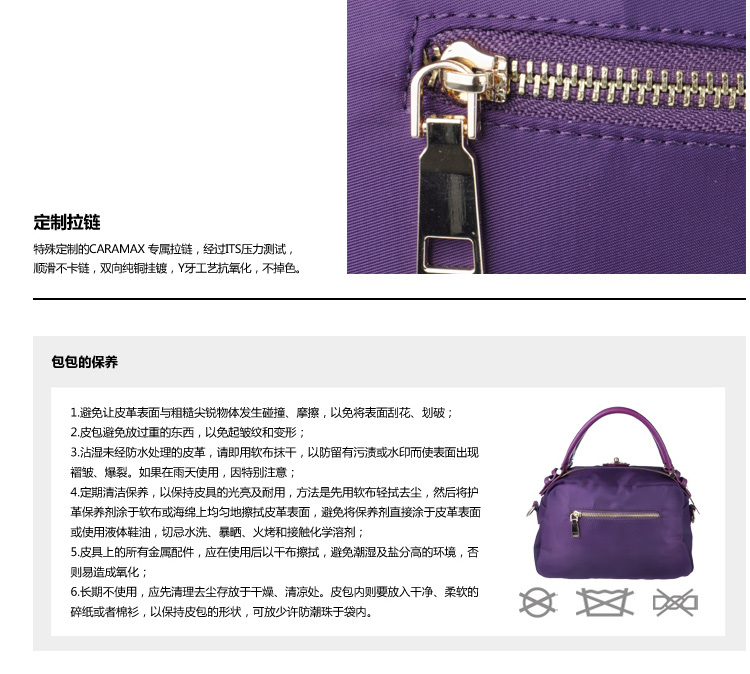 定制拉链
特殊定制的CARAMAX 专属拉链，经过ITS压力测试，
顺滑不卡链，双向纯铜挂镀，Y牙工艺抗氧化，不掉色。
包包的保养
1.避免让皮革表面与粗糙尖锐物体发生碰撞、摩擦，以免将表面刮花、划破；
2.皮包避免放过重的东西，以免起皱纹和变形；
3.沾湿未经防水处理的皮革，请即用软布抹干，以防留有污渍或水印而使表面出现
褶皱、爆裂。如果在雨天使用，因特别注意；
4.定期清洁保养，以保持皮具的光亮及耐用，方法是先用软布轻拭去尘，然后将护
革保养剂涂于软布或海绵上均匀地擦拭皮革表面，避免将保养剂直接涂于皮革表面
或使用液体鞋油，切忌水洗、暴晒、火烤和接触化学溶剂；
5.皮具上的所有金属配件，应在使用后以干布擦拭，避免潮湿及盐分高的环境，否
则易造成氧化；
6.长期不使用，应先清理去尘存放于干燥、清凉处。皮包内则要放入干净、柔软的
碎纸或者棉衫，以保持皮包的形状，可放少许防潮珠于袋内。